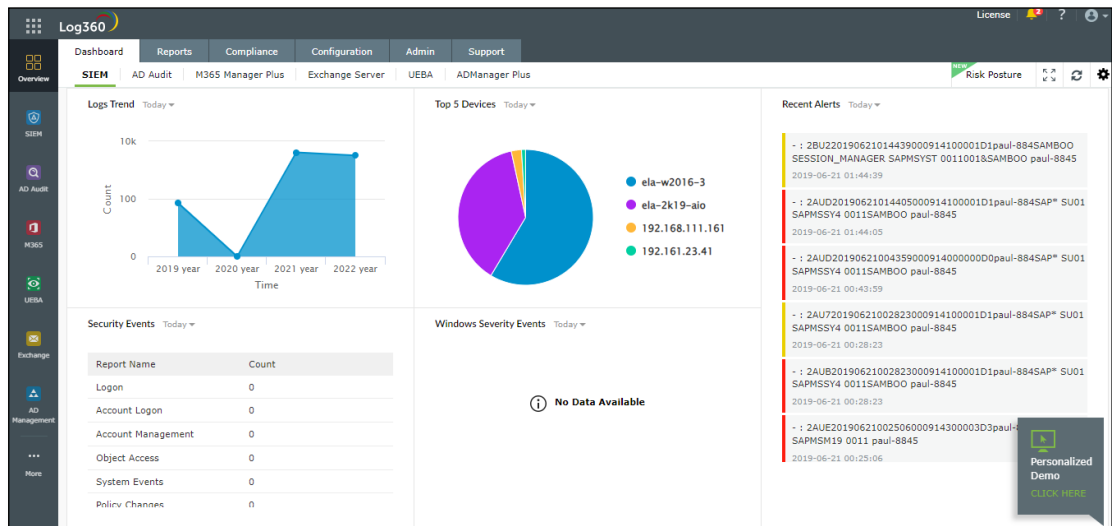 License 2 ?
Log360
Dashboard Reports Compliance Configuration Admin Support
Overview
SIEM AD Audit M365 Manager Plus Exchange Server UEBA ADManager Plus
NEW
Risk Posture
SIEM
AD Audit
M365
UEBA
Exchange
AD
Management
More
Logs Trend Today
10k
100
0
Count
2019 year 2020 year 2021 year 2022 year
Time
Top 5 Devices Today
ela-w2016-3
ela-2k19-aio
192.168.111.161
192.161.23.41
Recent Alerts Today
- : 2BU220190621014439000914100001D1paul-884SAMBOO
SESSION_MANAGER SAPMSYST 0011001&SAMBOO paul-8845
2019-06-21 01:44:39
- : 2AUD20190621014405000914100001D1paul-884SAP* SU01
SAPMSSY4 0011SAMBOO paul-8845
2019-06-21 01:44:05
- : 2AUD20190621004359000914000000D0paul-884SAP* SU01
SAPMSSY4 0011SAMBOO paul-8845
2019-06-21 00:43:59
- : 2AU720190621002823000914100001D1paul-884SAP* SU01
SAPMSSY4 0011SAMBOO paul-8845
2019-06-21 00:28:23
- : 2AUB20190621002823000914100001D1paul-884SAP* SU01
SAPMSSY4 0011SAMBOO paul-8845
2019-06-21 00:28:23
- : 2AUE20190621002506000914300003D3paul-
SAPMSM19 0011 paul-8845
2019-06-21 00:25:06
Security Events Today
Report Name Count
Logon 0
Account Logon 0
Account Management 0
Object Access 0
System Events 0
Policy Changes 0
Windows Severity Events Today
No Data Available
Personalized
Demo
CLICK HERE